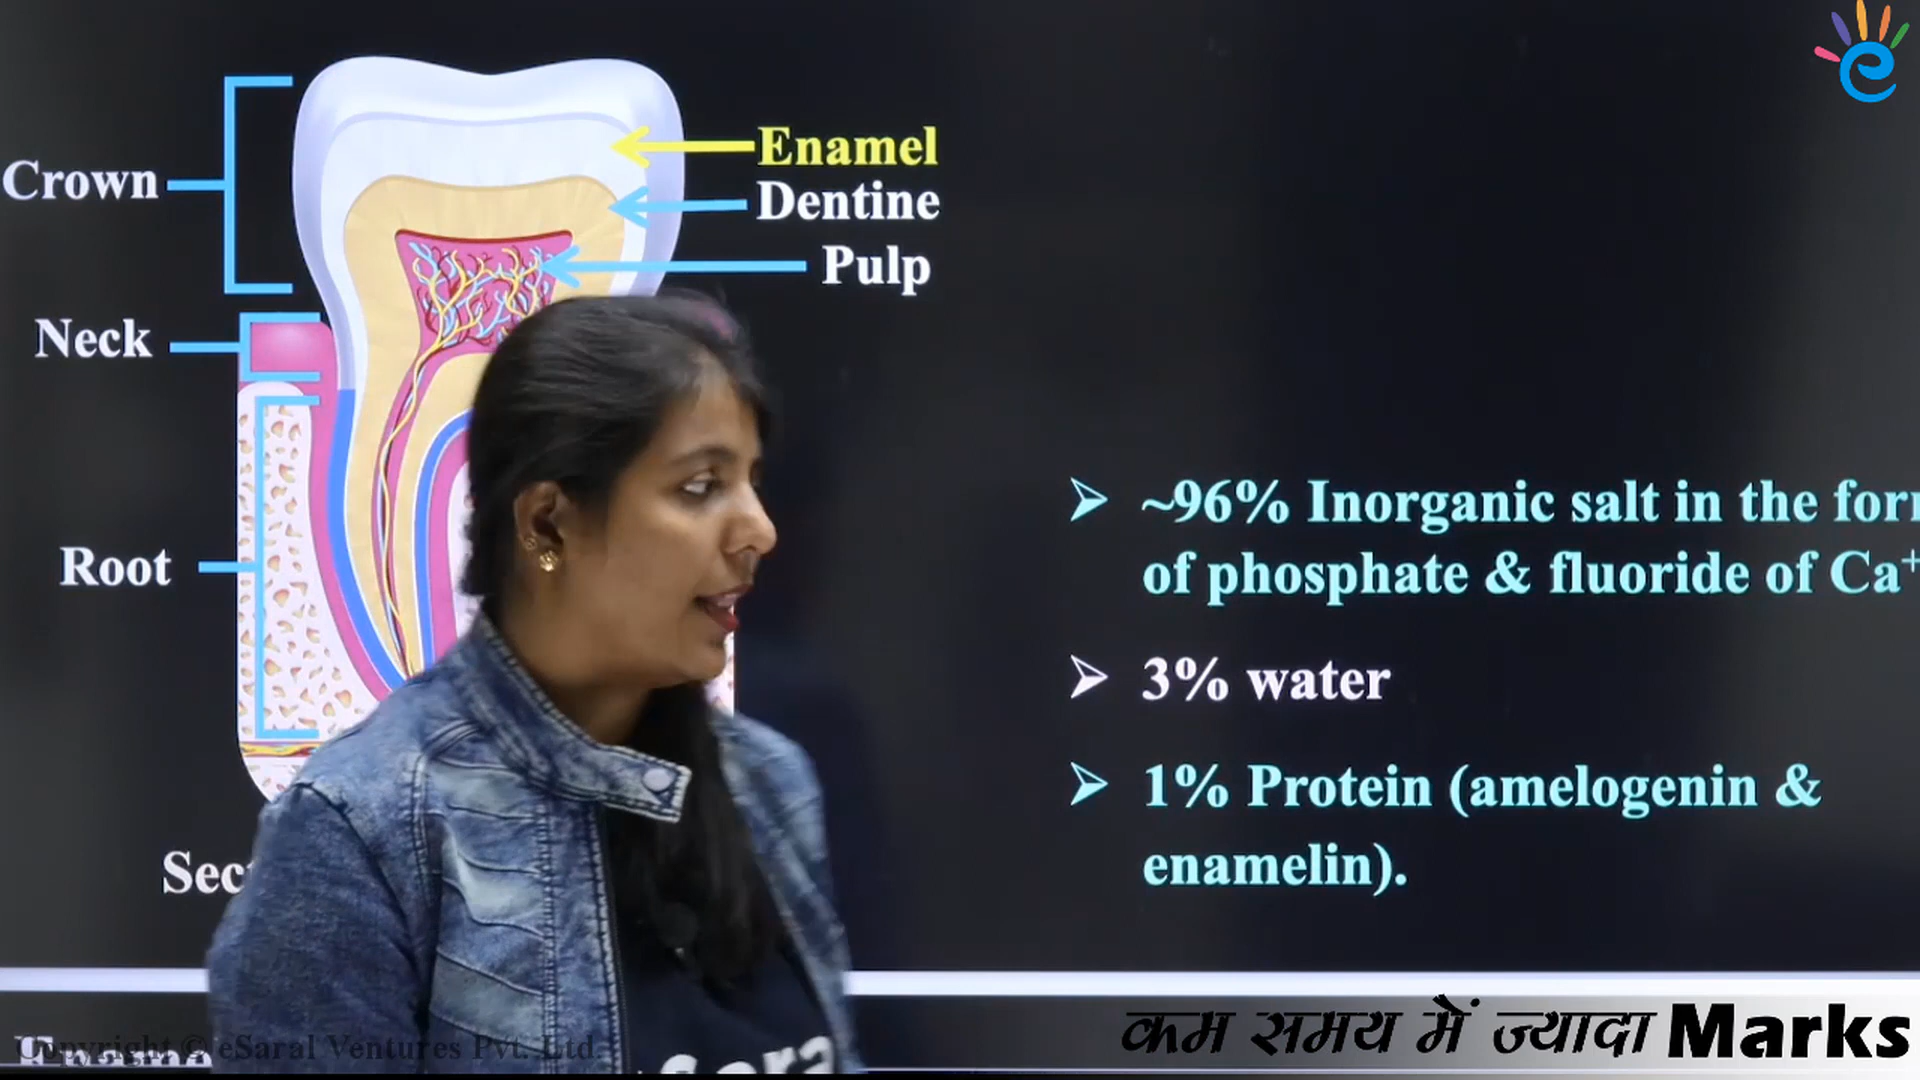 Crown
Enamel
Dentine
Pulp
Neck
Root
~96% Inorganic salt in the
of phosphate & fluoride of Ca⁺
3% water
1% Protein (amelogenin &
enamelin).
कम समय में ज्यादा Marks
Copyright © eSaral Ventures Pvt. Ltd.